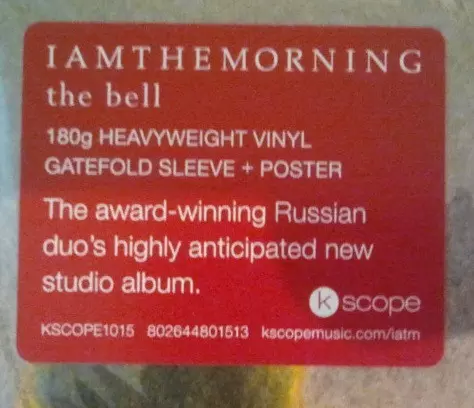 IAMTHEMORNING
the bell
180g HEAVYWEIGHT VINYL
GATEFOLD SLEEVE + POSTER
The award-winning Russian
duo's highly anticipated new
studio album.
k scope
KSCOPE1015 802644801513 kscopemusic.com/iatm